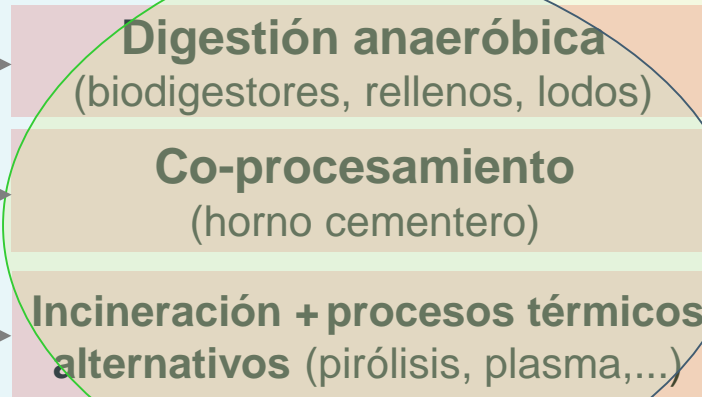 Digestión anaeróbica
(biodigestores, rellenos, lodos)
Co-procesamiento
(horno cementero)
Incineración + procesos térmicos
alternativos (pirólisis, plasma,...)